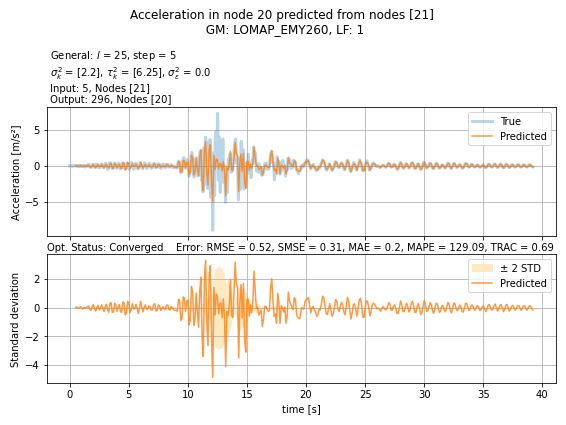 Acceleration in node 20 predicted from nodes [21]
GM: LOMAP_EMY260, LF: 1
General: l = 25, step = 5
σ²ₖ = [2.2], τ²ₖ = [6.25], σ²_ε = 0.0
Input: 5, Nodes [21]
Output: 296, Nodes [20]
True
Predicted
Acceleration [m/s²]
5
0
−5
Opt. Status: Converged Error: RMSE = 0.52, SMSE = 0.31, MAE = 0.2, MAPE = 129.09, TRAC = 0.69
± 2 STD
Predicted
Standard deviation
2
0
−2
−4
0 5 10 15 20 25 30 35 40
time [s]